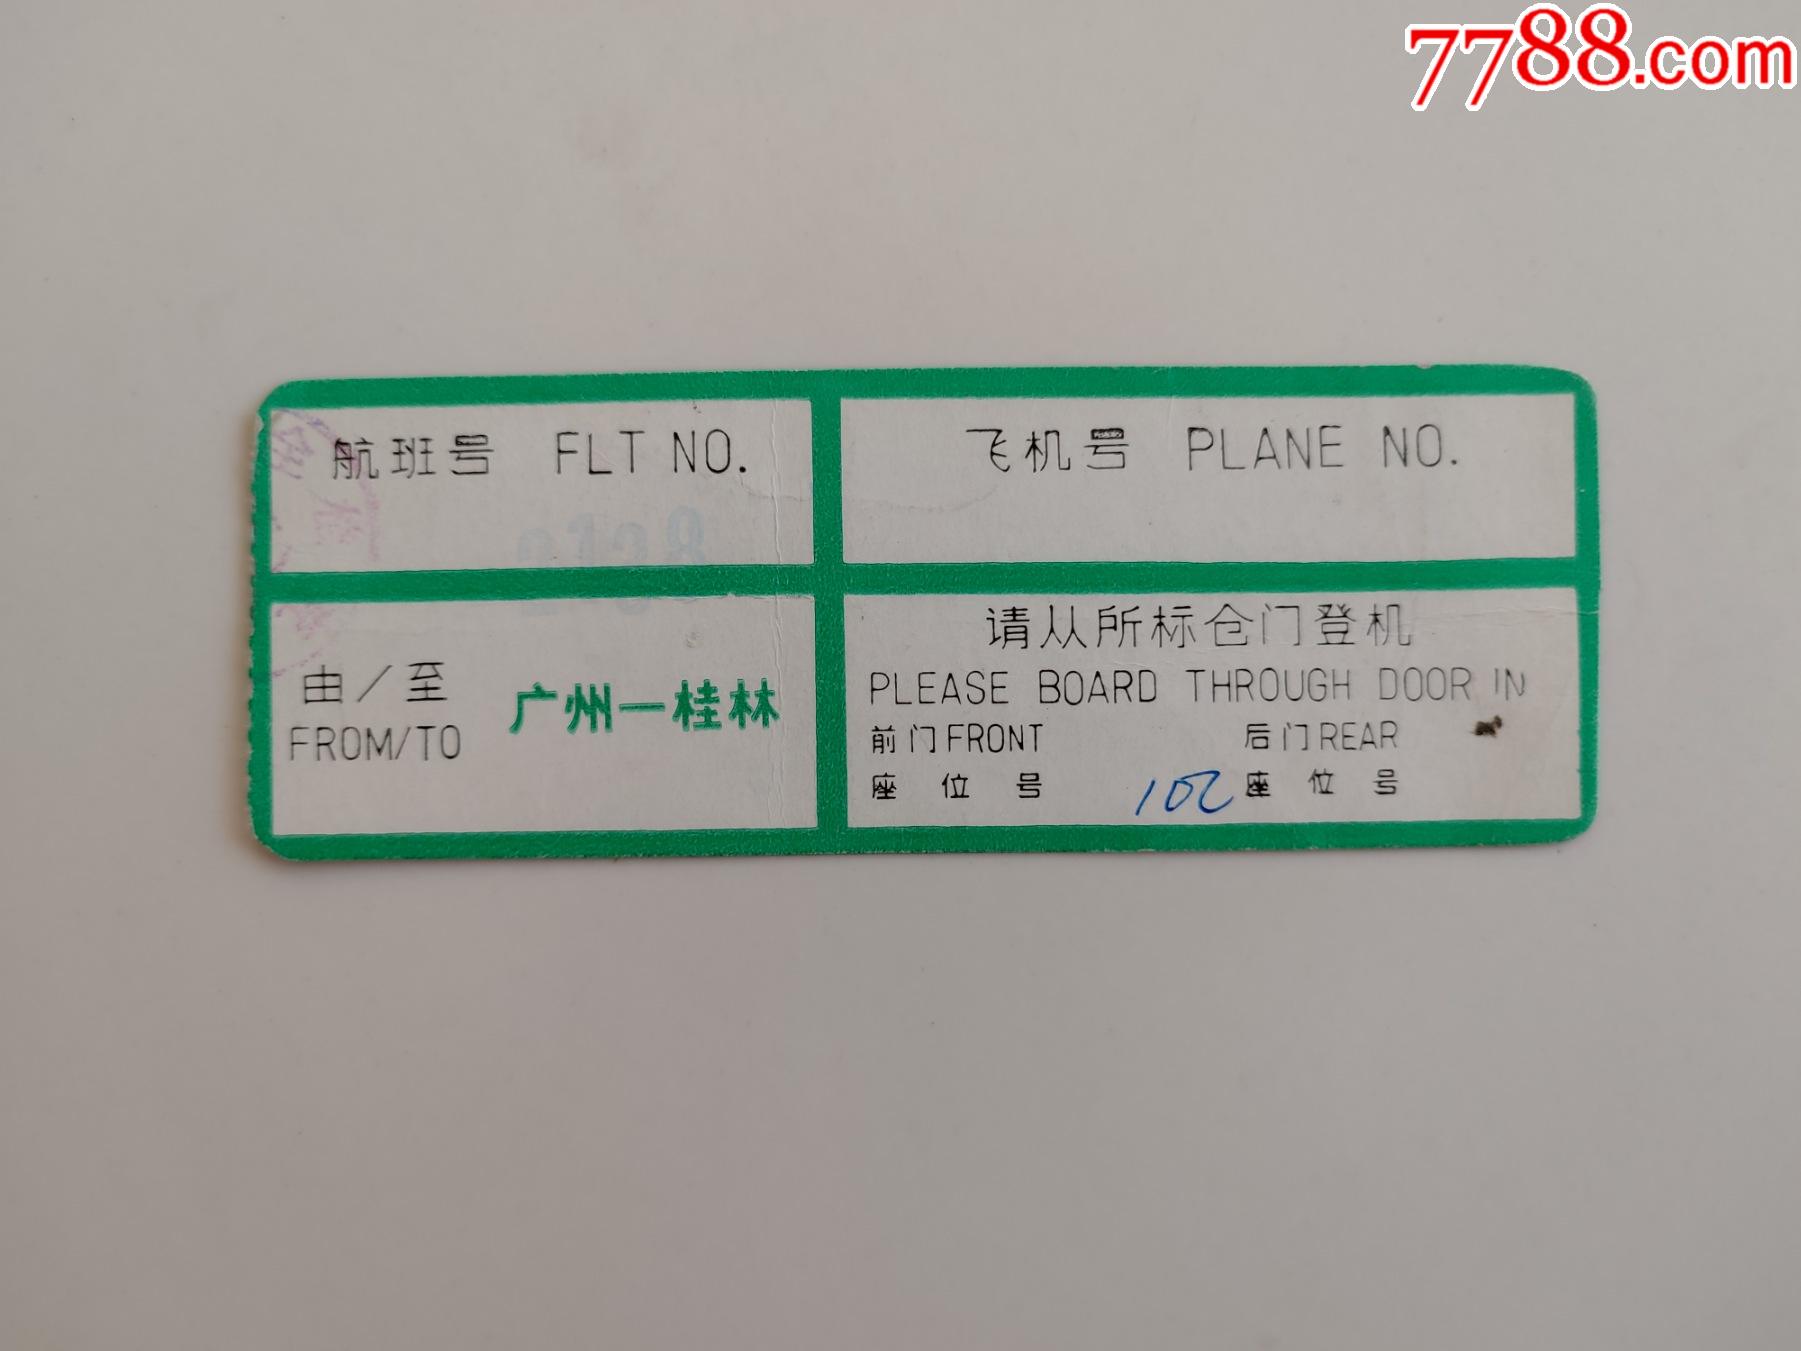 7788.com
航班号 FLT NO.
飞机号 PLANE NO.
2138
由/至
FROM/TO
广州—桂林
请从所标仓门登机
PLEASE BOARD THROUGH DOOR IN
前门FRONT 后门REAR
座 位 号 10Z 座 位 号